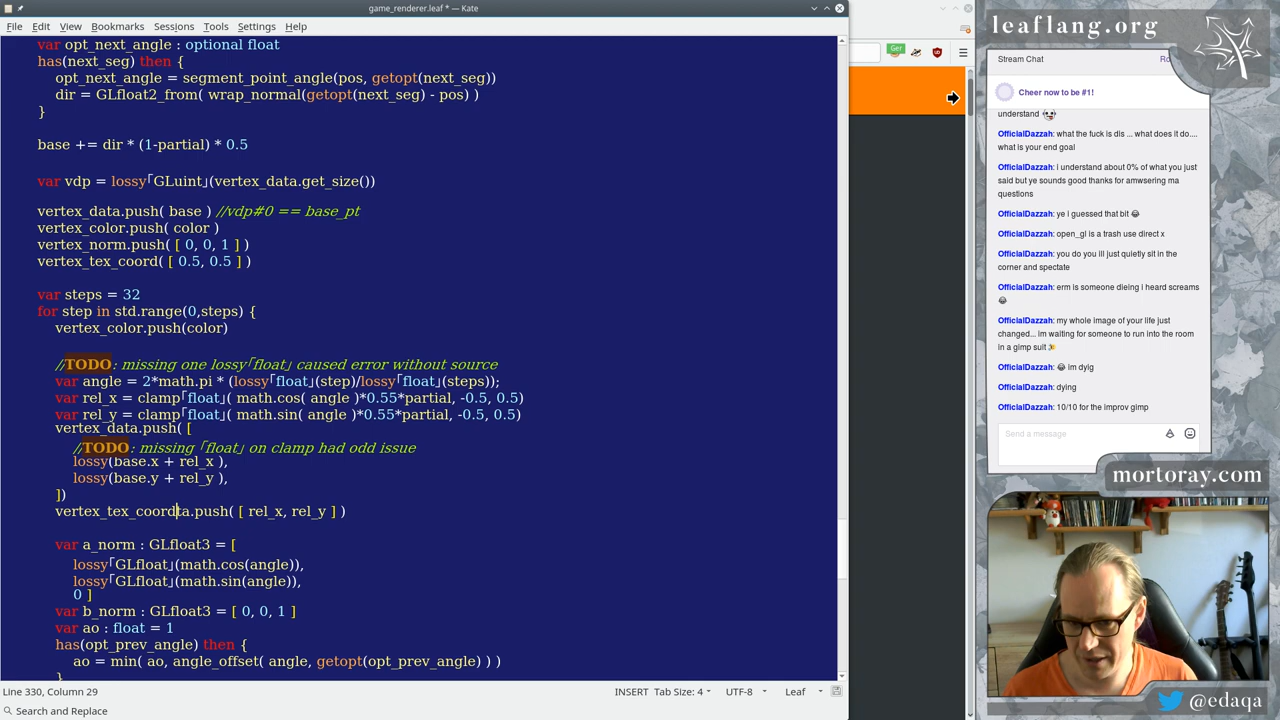 game_renderer.leaf * — Kate
File Edit View Bookmarks Sessions Tools Settings Help
var opt_next_angle : optional float
has(next_seg) then {
opt_next_angle = segment_point_angle(pos, getopt(next_seg))
dir = GLfloat2_from( wrap_normal(getopt(next_seg) - pos) )
}
base += dir * (1-partial) * 0.5
var vdp = lossy「GLuint」(vertex_data.get_size())
vertex_data.push( base ) //vdp#0 == base_pt
vertex_color.push( color )
vertex_norm.push( [ 0, 0, 1 ] )
vertex_tex_coord( [ 0.5, 0.5 ] )
var steps = 32
for step in std.range(0,steps) {
vertex_color.push(color)
//TODO: missing one lossy「float」 caused error without source
var angle = 2*math.pi * (lossy「float」(step)/lossy「float」(steps));
var rel_x = clamp「float」( math.cos( angle )*0.55*partial, -0.5, 0.5)
var rel_y = clamp「float」( math.sin( angle )*0.55*partial, -0.5, 0.5)
vertex_data.push( [
//TODO: missing 「float」 on clamp had odd issue
lossy(base.x + rel_x ),
lossy(base.y + rel_y ),
])
vertex_tex_coordta.push( [ rel_x, rel_y ] )
var a_norm : GLfloat3 = [
lossy「GLfloat」(math.cos(angle)),
lossy「GLfloat」(math.sin(angle)),
0 ]
var b_norm : GLfloat3 = [ 0, 0, 1 ]
var ao : float = 1
has(opt_prev_angle) then {
ao = min( ao, angle_offset( angle, getopt(opt_prev_angle) ) )
}
Line 330, Column 29
INSERT Tab Size: 4 UTF-8 Leaf
Search and Replace
Ger
leaflang.org
Stream Chat
Ro
Cheer now to be #1!
understand
OfficialDazzah: what the fuck is dis ... what does it do....
what is your end goal
OfficialDazzah: i understand about 0% of what you just
said but ye sounds good thanks for amwsering ma
questions
OfficialDazzah: ye i guessed that bit 😂
OfficialDazzah: open_gl is a trash use direct x
OfficialDazzah: you do you ill just quietly sit in the
corner and spectate
OfficialDazzah: erm is someone dieing i heard screams
😂
OfficialDazzah: my whole image of your life just
changed... im waiting for someone to run into the room
in a gimp suit 🎉
OfficialDazzah: 😂 im dyig
OfficialDazzah: dying
OfficialDazzah: 10/10 for the improv gimp
Send a message
mortoray.com
@edaqa